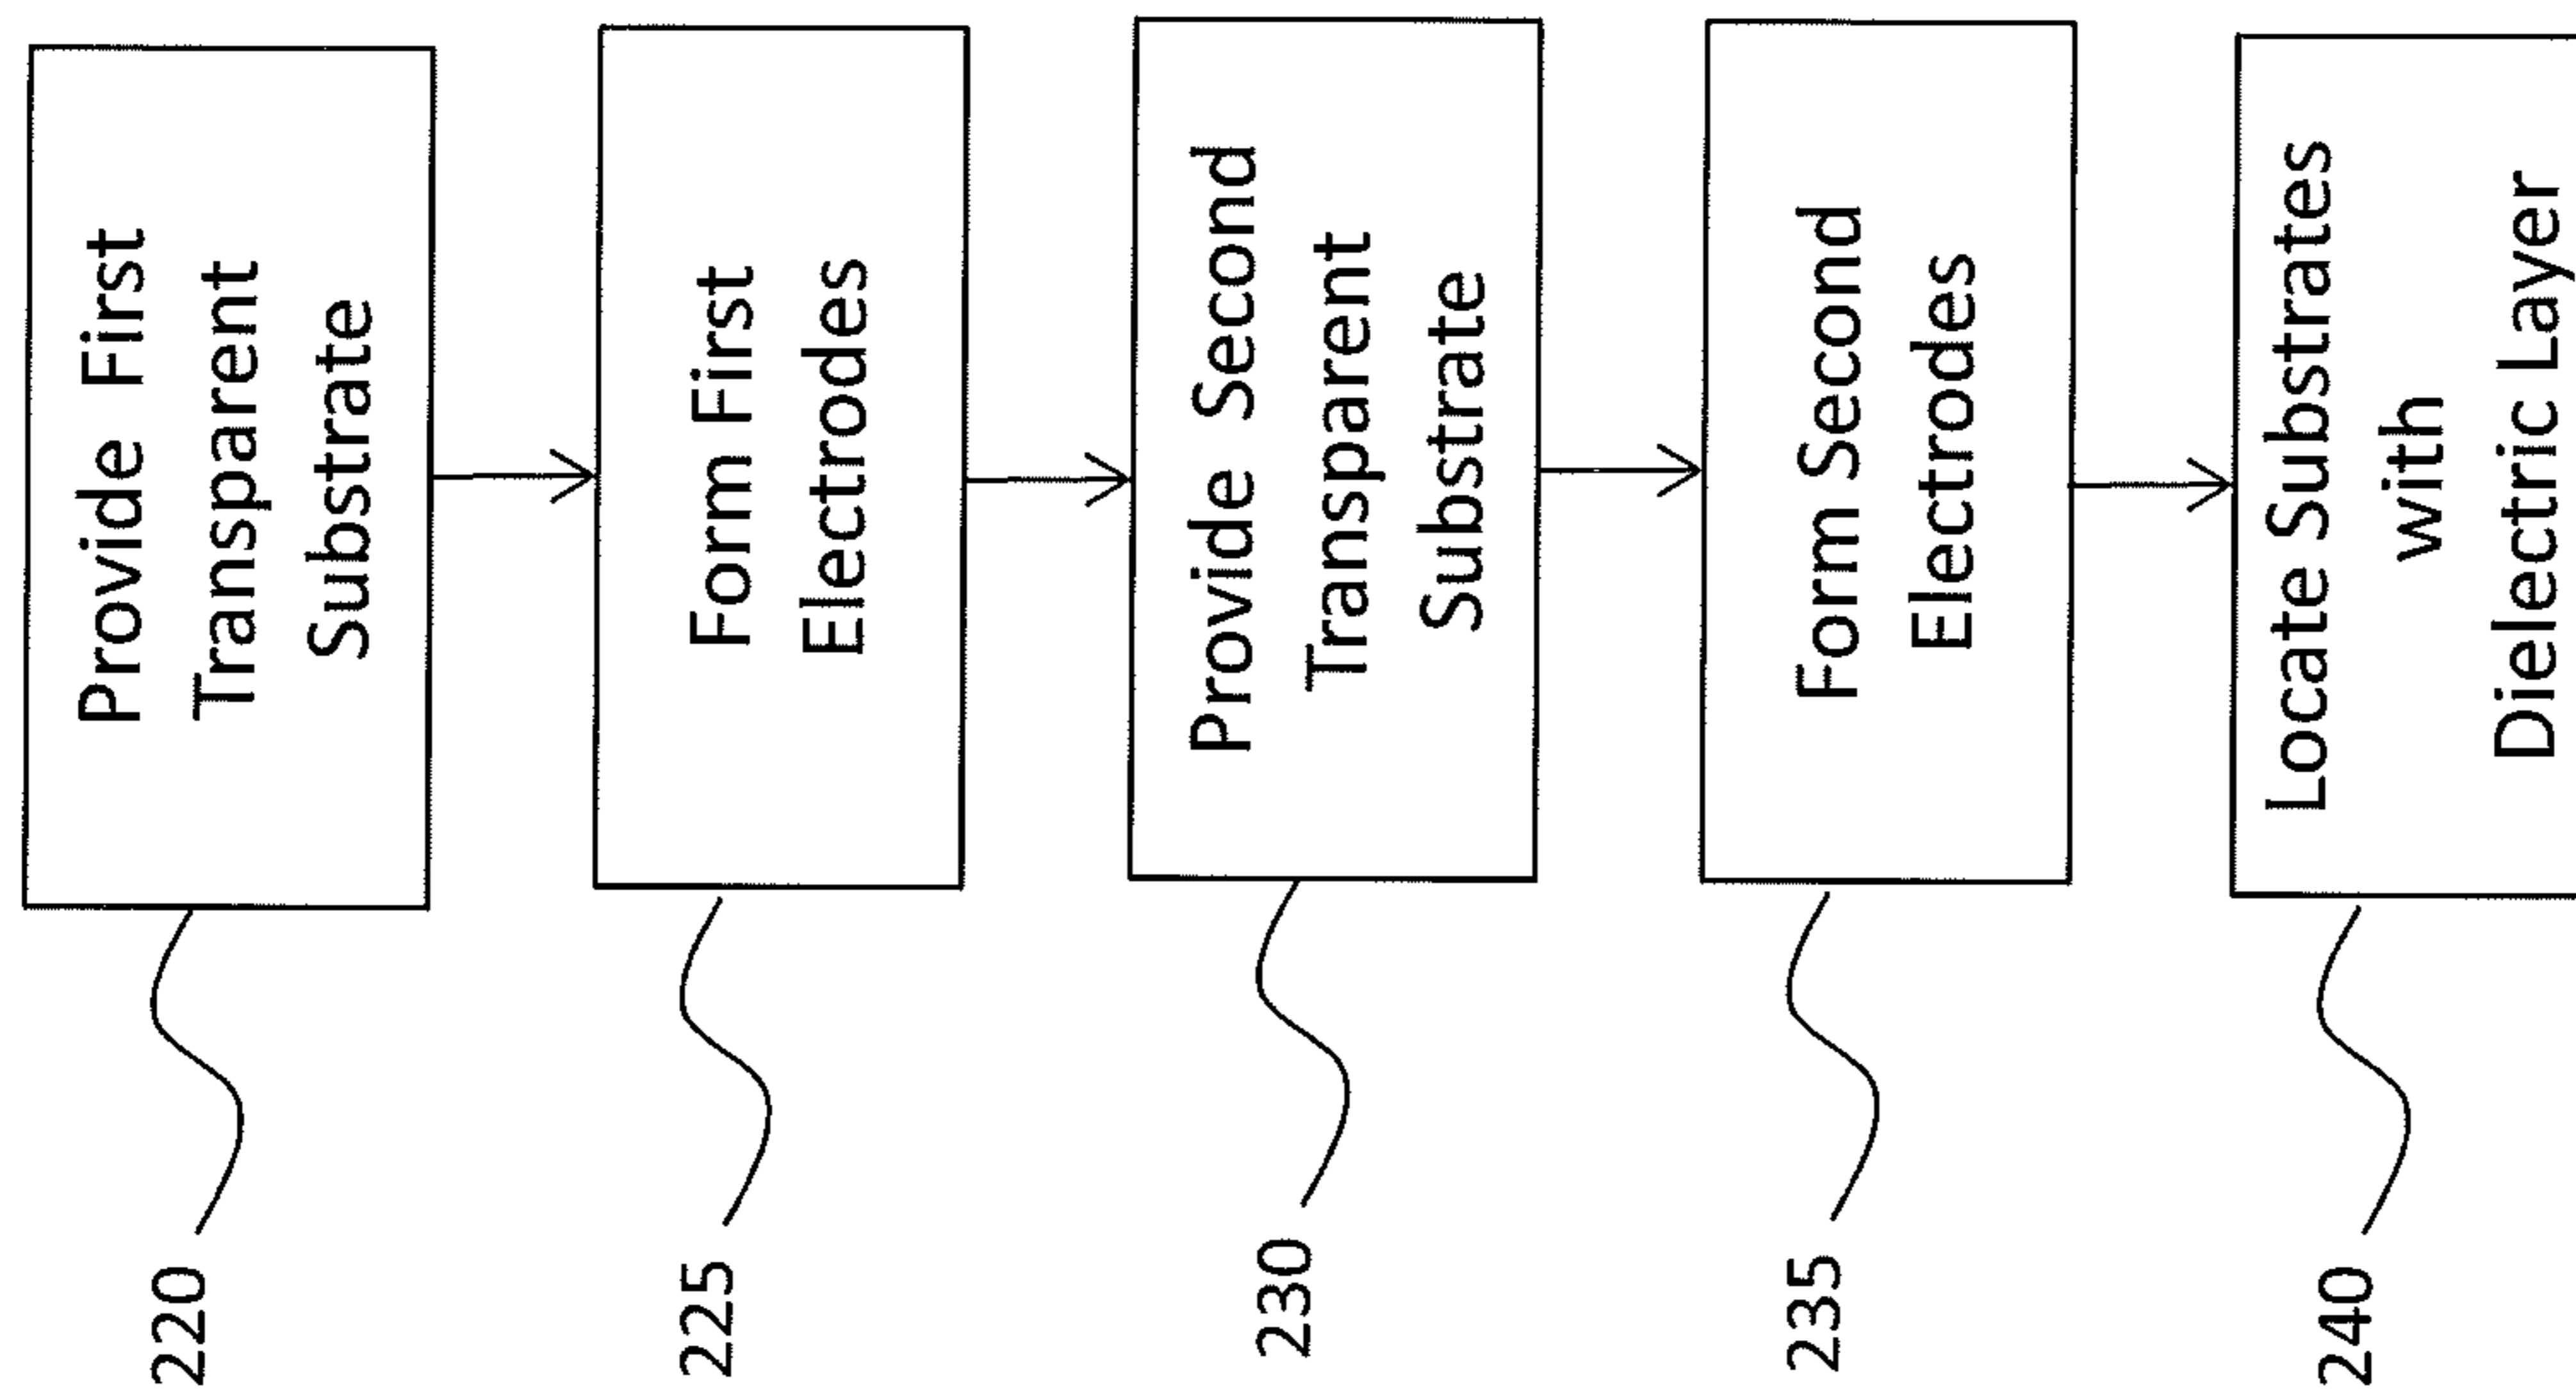 220
Provide First
Transparent
Substrate
225
Form First
Electrodes
230
Provide Second
Transparent
Substrate
235
Form Second
Electrodes
240
Locate Substrates
with
Dielectric Layer